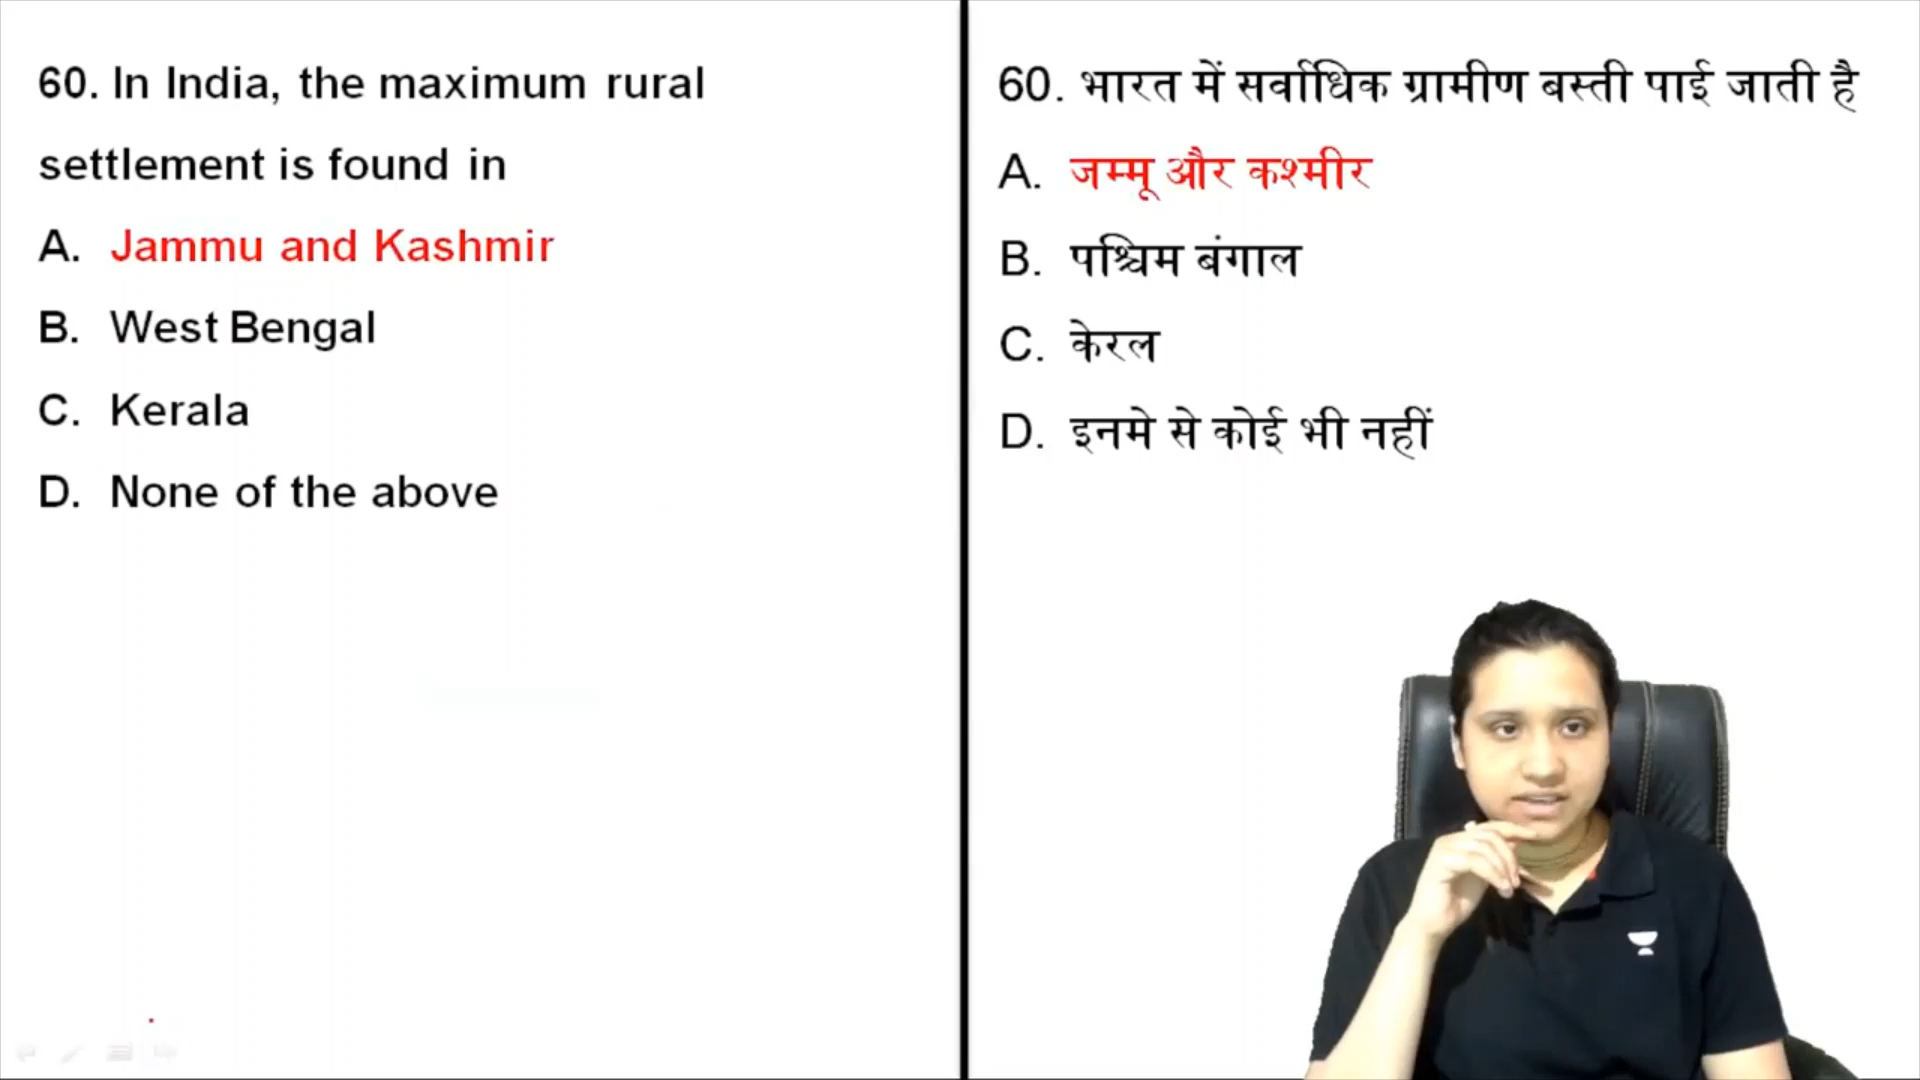 60. In India, the maximum rural
settlement is found in
A. Jammu and Kashmir
B. West Bengal
C. Kerala
D. None of the above
60. भारत में सर्वाधिक ग्रामीण बस्ती पाई जाती है
A. जम्मू और कश्मीर
B. पश्चिम बंगाल
C. केरल
D. इनमे से कोई भी नहीं